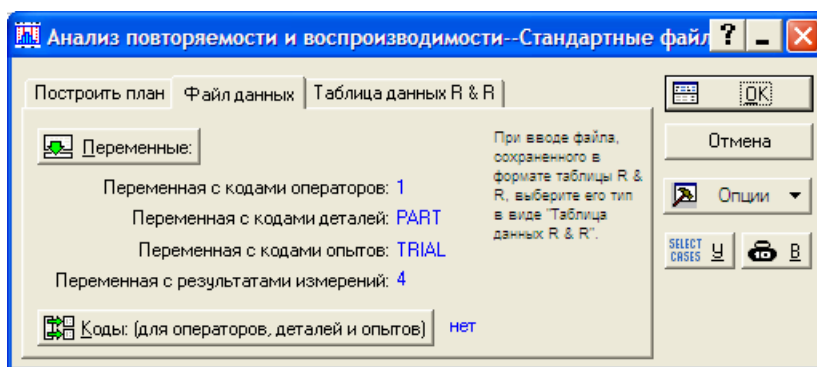 Анализ повторяемости и воспроизводимости--Стандартные файл
Построить план
Файл данных
Таблица данных R & R
Переменные:
Переменная с кодами операторов: 1
Переменная с кодами деталей: PART
Переменная с кодами опытов: TRIAL
Переменная с результатами измерений: 4
Коды: (для операторов, деталей и опытов)
нет
При вводе файла,
сохраненного в
формате таблицы R &
R, выберите его тип
в виде "Таблица
данных R & R".
OK
Отмена
Опции
SELECT
CASES
У
В